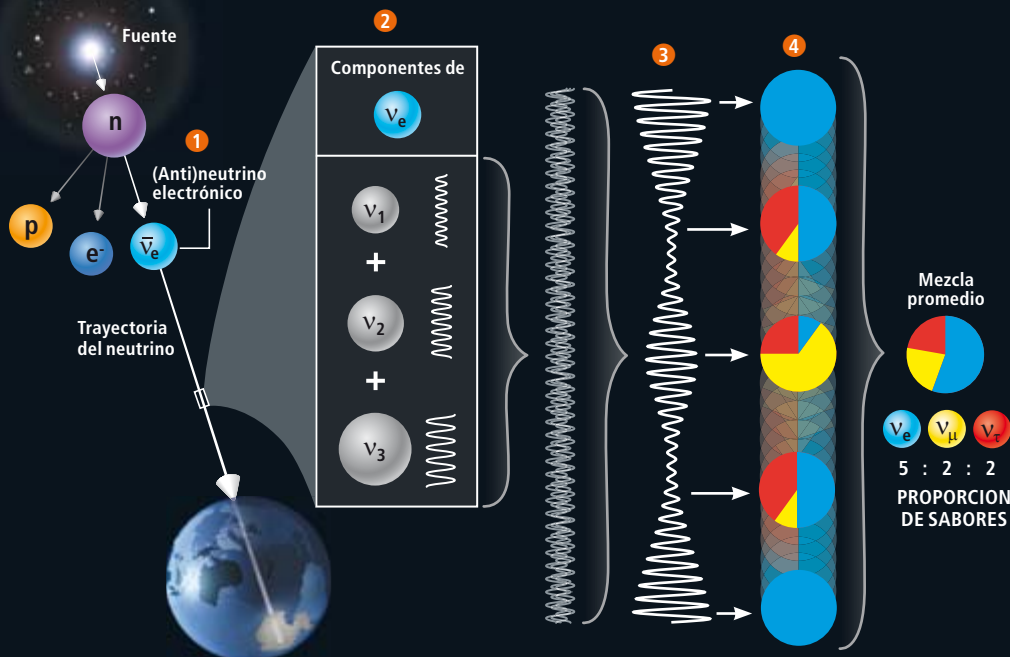 Fuente
n
p
e-
ν̄e
1
(Anti)neutrino
electrónico
Trayectoria
del neutrino
2
Componentes de
νe
ν1
+
ν2
+
ν3
3
4
Mezcla
promedio
νe νμ ντ
5 : 2 : 2
PROPORCION
DE SABORES